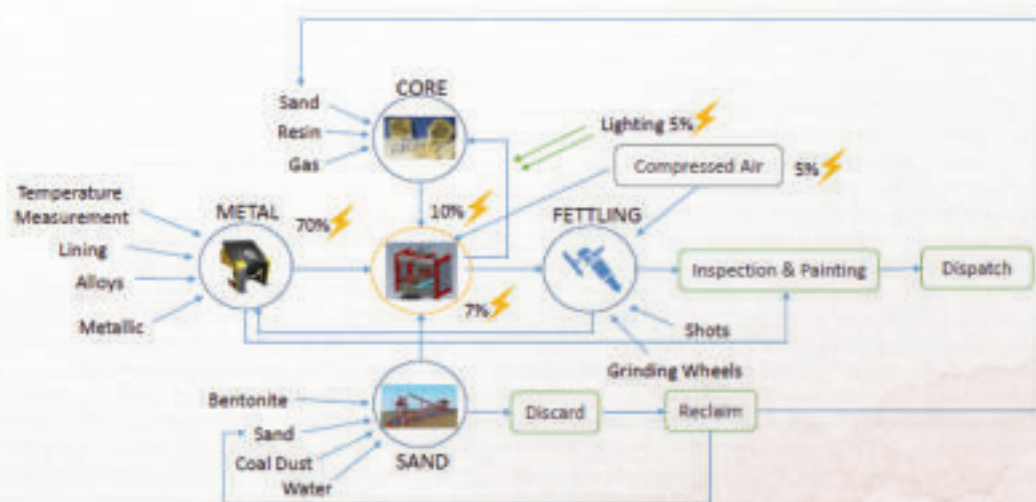 CORE
Sand
Resin
Gas
Lighting 5%
Compressed Air
5%
Temperature
Measurement
Lining
Alloys
Metallic
METAL
70%
10%
FETTLING
7%
Inspection & Painting
Dispatch
Shots
Grinding Wheels
Bentonite
Sand
Coal Dust
Water
SAND
Discard
Reclaim